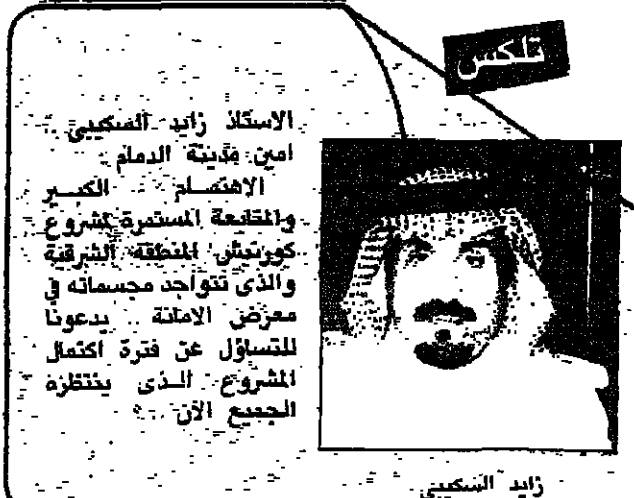 تلكس
الاستاذ زايد السكيبي
امين مدينة الدمام
الاهتمام الكبير
والمتابعة المستمرة لمشروع
كورنيش المنطقة الشرقية
والذى تتواجد مجسماته في
معرض الامانة .. يدعونا
للتساؤل عن فترة اكتمال
المشروع الذى ينتظره
الجميع الآن ..
زايد السكيبي